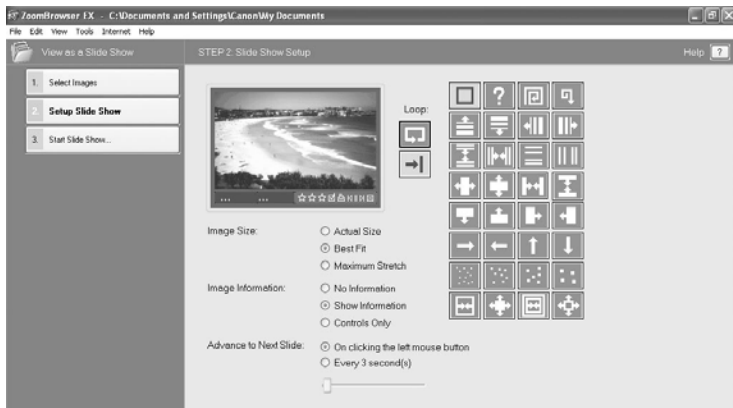 ZoomBrowser EX - C:\Documents and Settings\Canon\My Documents
File Edit View Tools Internet Help
View as a Slide Show
STEP 2: Slide Show Setup
Help ?
1. Select Images
2. Setup Slide Show
3. Start Slide Show...
Loop:
?
Image Size:
Actual Size
Best Fit
Maximum Stretch
Image Information:
No Information
Show Information
Controls Only
Advance to Next Slide:
On clicking the left mouse button
Every 3 second(s)